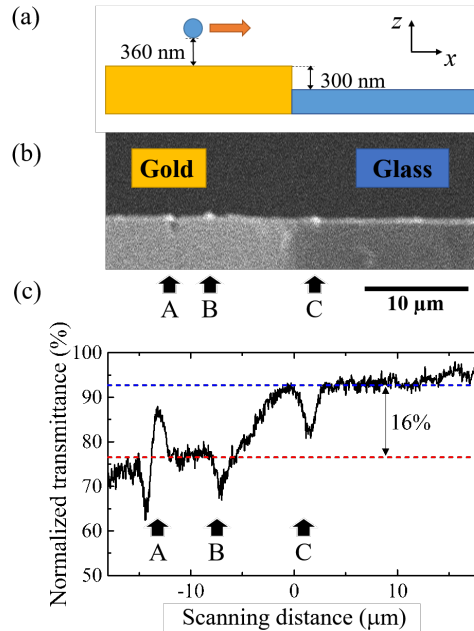 (a)
360 nm
300 nm
z
x
(b)
Gold
Glass
A
B
C
10 μm
(c)
Normalized transmittance (%)
100
90
80
70
60
50
16%
A
B
C
-10
0
10
Scanning distance (μm)